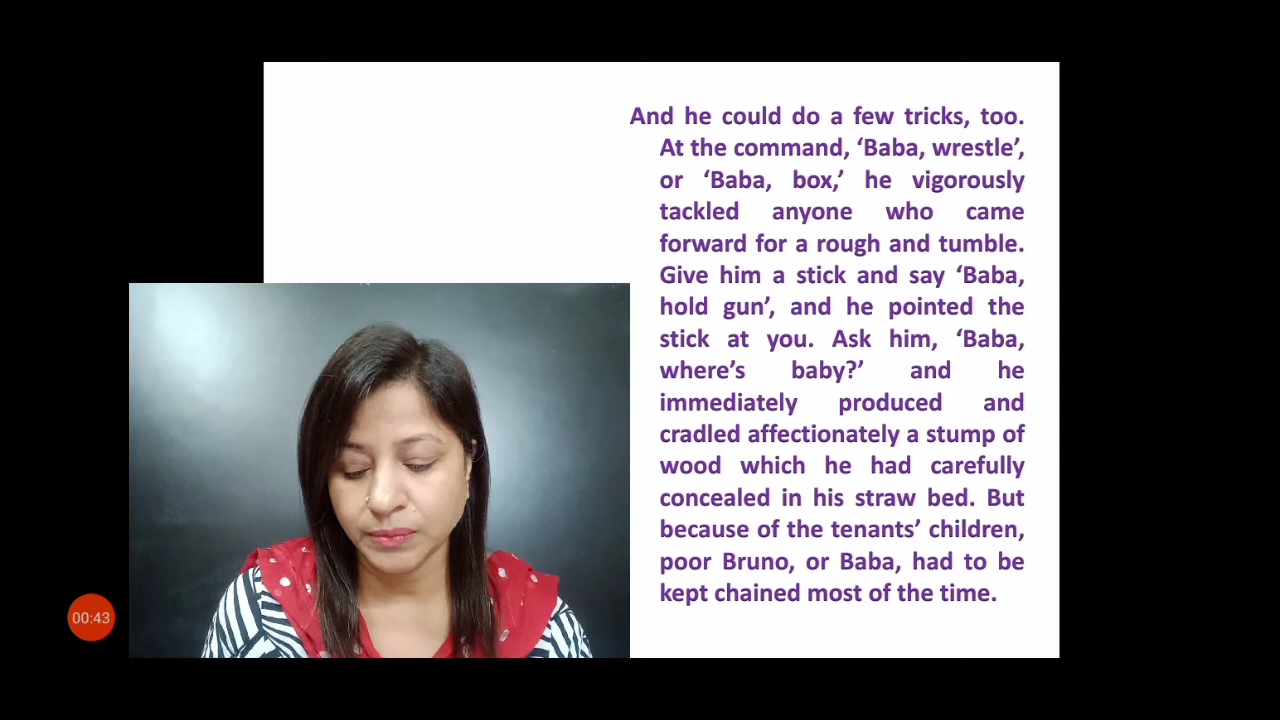 And he could do a few tricks, too.
At the command, ‘Baba, wrestle’,
or ‘Baba, box,’ he vigorously
tackled anyone who came
forward for a rough and tumble.
Give him a stick and say ‘Baba,
hold gun’, and he pointed the
stick at you. Ask him, ‘Baba,
where’s baby?’ and he
immediately produced and
cradled affectionately a stump of
wood which he had carefully
concealed in his straw bed. But
because of the tenants’ children,
poor Bruno, or Baba, had to be
kept chained most of the time.
00:43